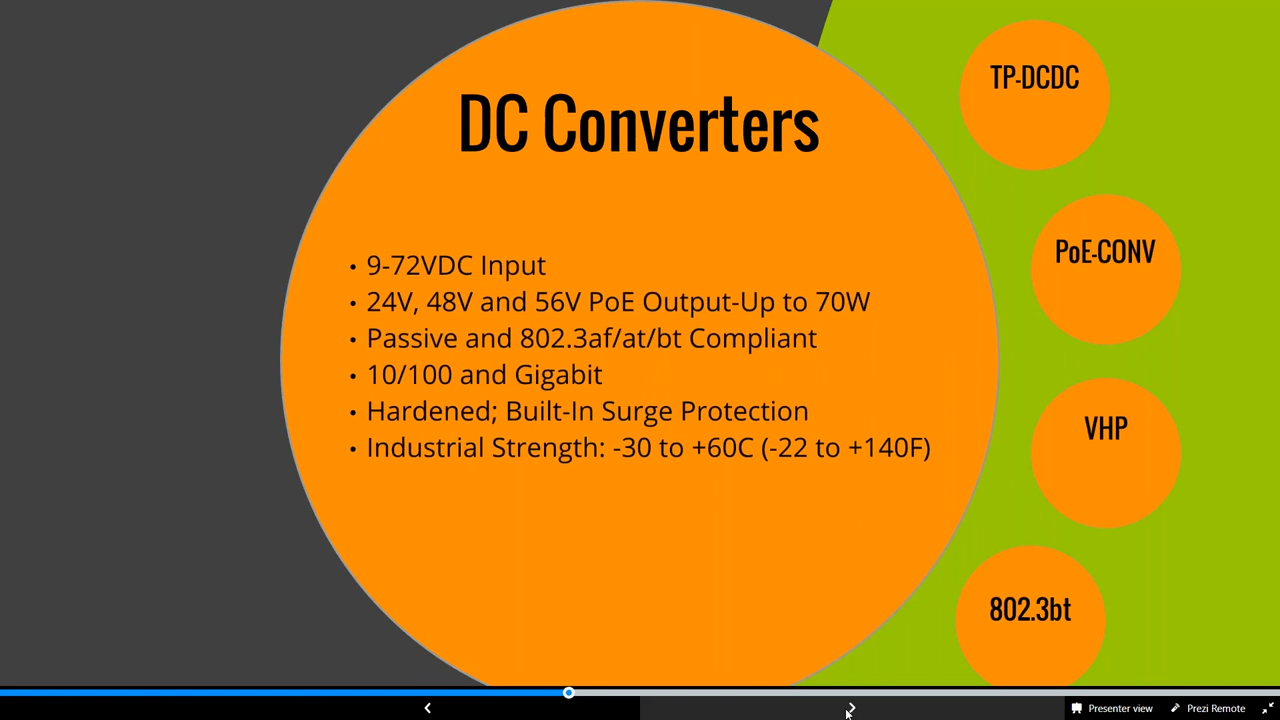 DC Converters
• 9-72VDC Input
• 24V, 48V and 56V PoE Output-Up to 70W
• Passive and 802.3af/at/bt Compliant
• 10/100 and Gigabit
• Hardened; Built-In Surge Protection
• Industrial Strength: -30 to +60C (-22 to +140F)
TP-DCDC
PoE-CONV
VHP
802.3bt
Presenter view
Prezi Remote